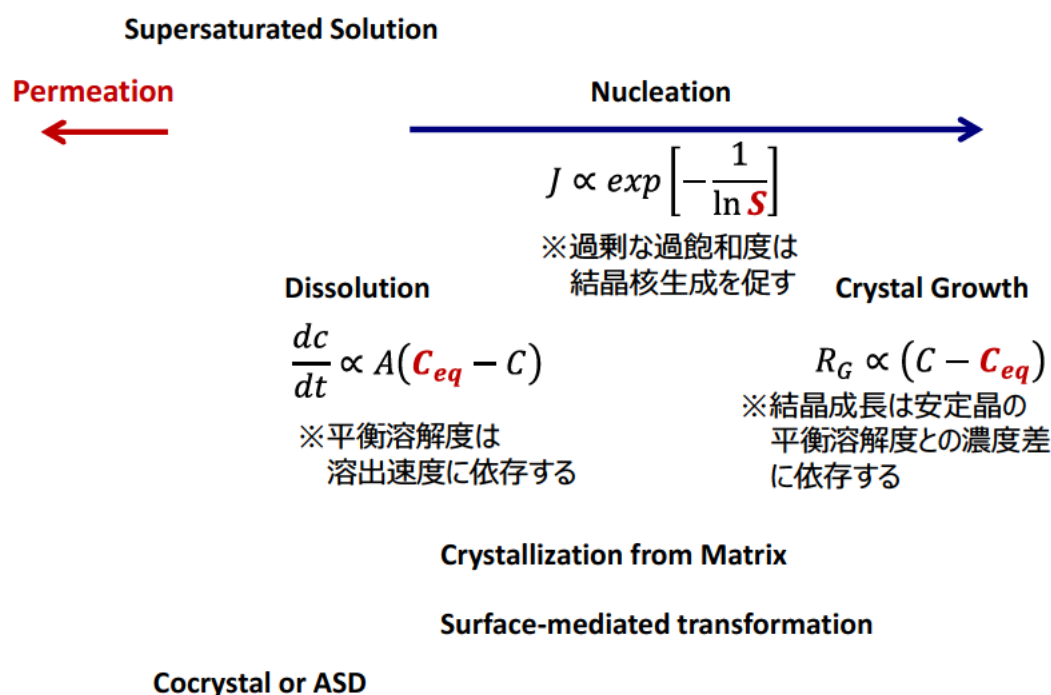 Supersaturated Solution
Permeation
Nucleation
J ∝ exp[−1/ln S]
※過剰な過飽和度は
結晶核生成を促す
Dissolution
Crystal Growth
dc/dt ∝ A(C_eq − C)
R_G ∝ (C − C_eq)
※平衡溶解度は
溶出速度に依存する
※結晶成長は安定晶の
平衡溶解度との濃度差
に依存する
Crystallization from Matrix
Surface-mediated transformation
Cocrystal or ASD